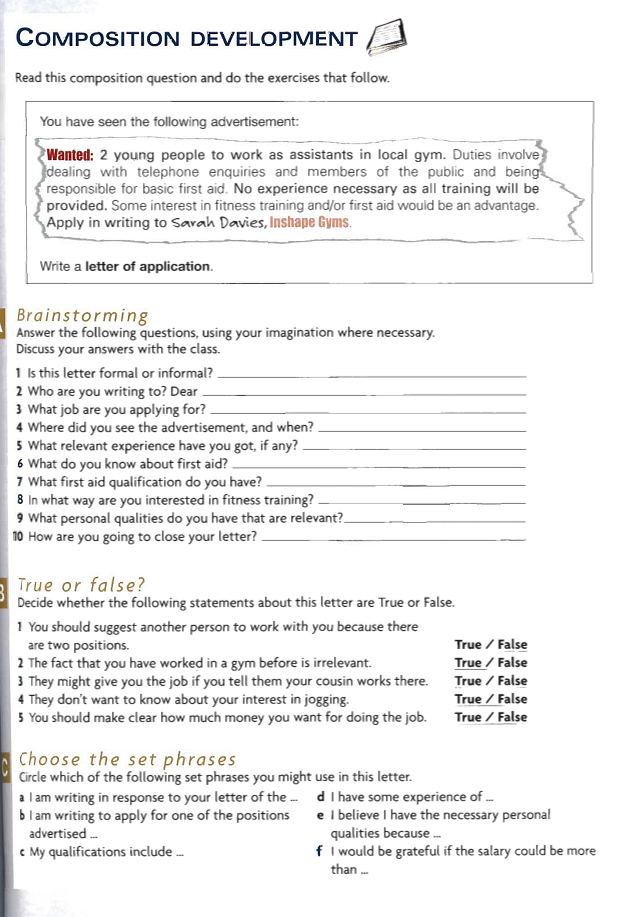 COMPOSITION DEVELOPMENT
Read this composition question and do the exercises that follow.
You have seen the following advertisement:
Wanted: 2 young people to work as assistants in local gym. Duties involve
dealing with telephone enquiries and members of the public and being
responsible for basic first aid. No experience necessary as all training will be
provided. Some interest in fitness training and/or first aid would be an advantage.
Apply in writing to Sarah Davies, Inshape Gyms.
Write a letter of application.
Brainstorming
Answer the following questions, using your imagination where necessary.
Discuss your answers with the class.
1 Is this letter formal or informal?
2 Who are you writing to? Dear
3 What job are you applying for?
4 Where did you see the advertisement, and when?
5 What relevant experience have you got, if any?
6 What do you know about first aid?
7 What first aid qualification do you have?
8 In what way are you interested in fitness training?
9 What personal qualities do you have that are relevant?
10 How are you going to close your letter?
B
True or false?
Decide whether the following statements about this letter are True or False.
1 You should suggest another person to work with you because there
are two positions. True / False
2 The fact that you have worked in a gym before is irrelevant. True / False
3 They might give you the job if you tell them your cousin works there. True / False
4 They don't want to know about your interest in jogging. True / False
5 You should make clear how much money you want for doing the job. True / False
C
Choose the set phrases
Circle which of the following set phrases you might use in this letter.
a I am writing in response to your letter of the ...
b I am writing to apply for one of the positions
advertised ...
c My qualifications include ...
d I have some experience of ...
e I believe I have the necessary personal
qualities because ...
f I would be grateful if the salary could be more
than ...